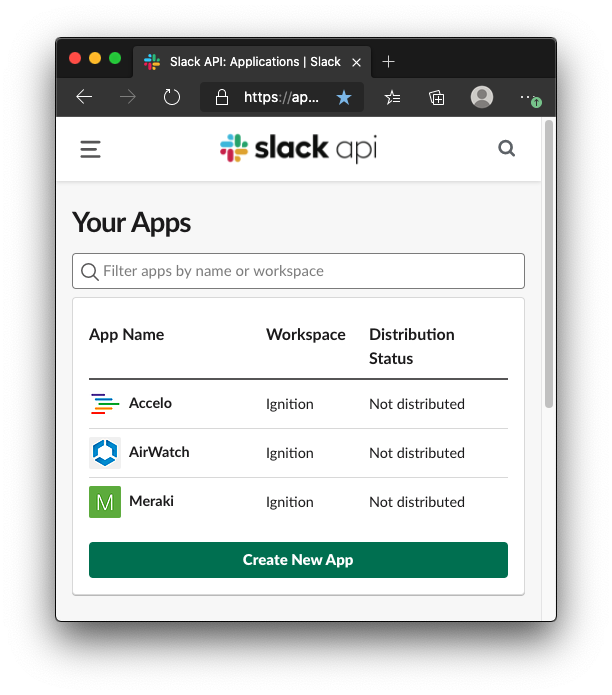 Slack API: Applications | Slack
https://ap...
slack api
Your Apps
Filter apps by name or workspace
App Name Workspace Distribution
Status
Accelo Ignition Not distributed
AirWatch Ignition Not distributed
M Meraki Ignition Not distributed
Create New App